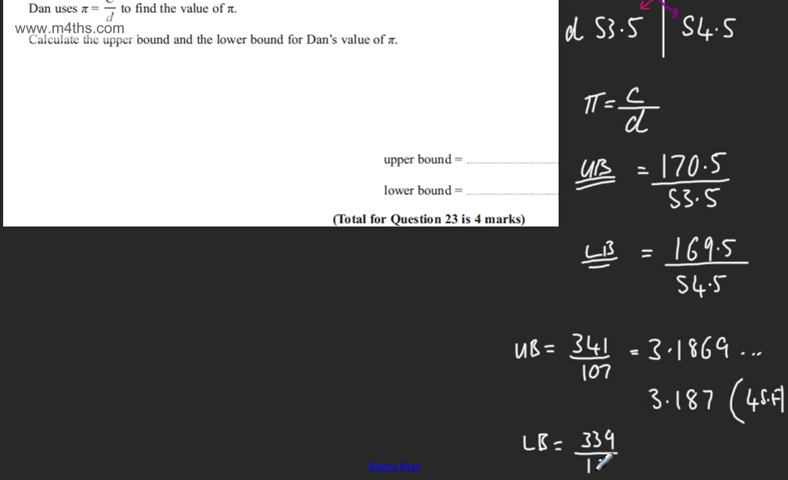 Dan uses π = c/d to find the value of π.
www.m4ths.com
Calculate the upper bound and the lower bound for Dan's value of π.
upper bound =
lower bound =
(Total for Question 23 is 4 marks)
d 53.5 | 54.5
π = c/d
UB = 170.5/53.5
LB = 169.5/54.5
UB = 341/107 = 3.1869...
3.187 (4S.F)
LB = 339/1